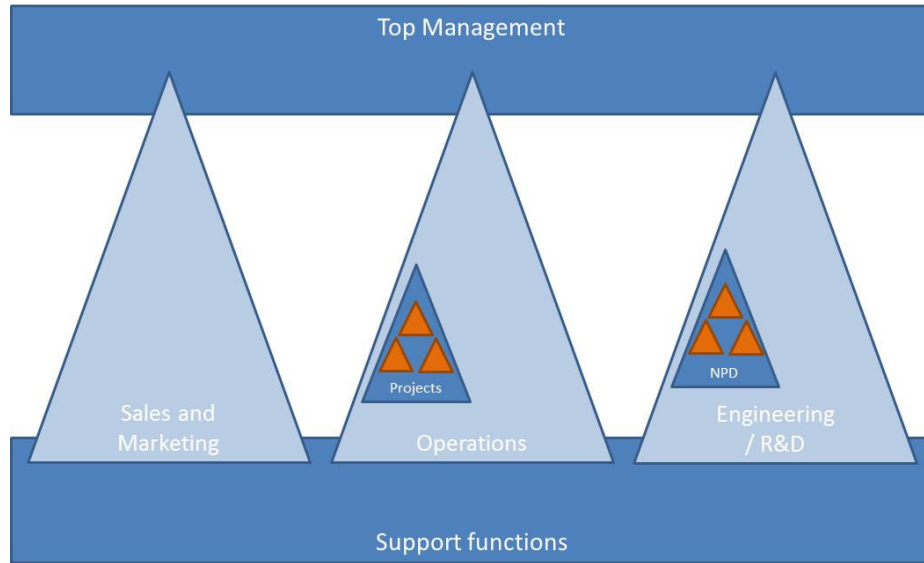 Top Management
Projects
NPD
Sales and
Marketing
Operations
Engineering
/ R&D
Support functions